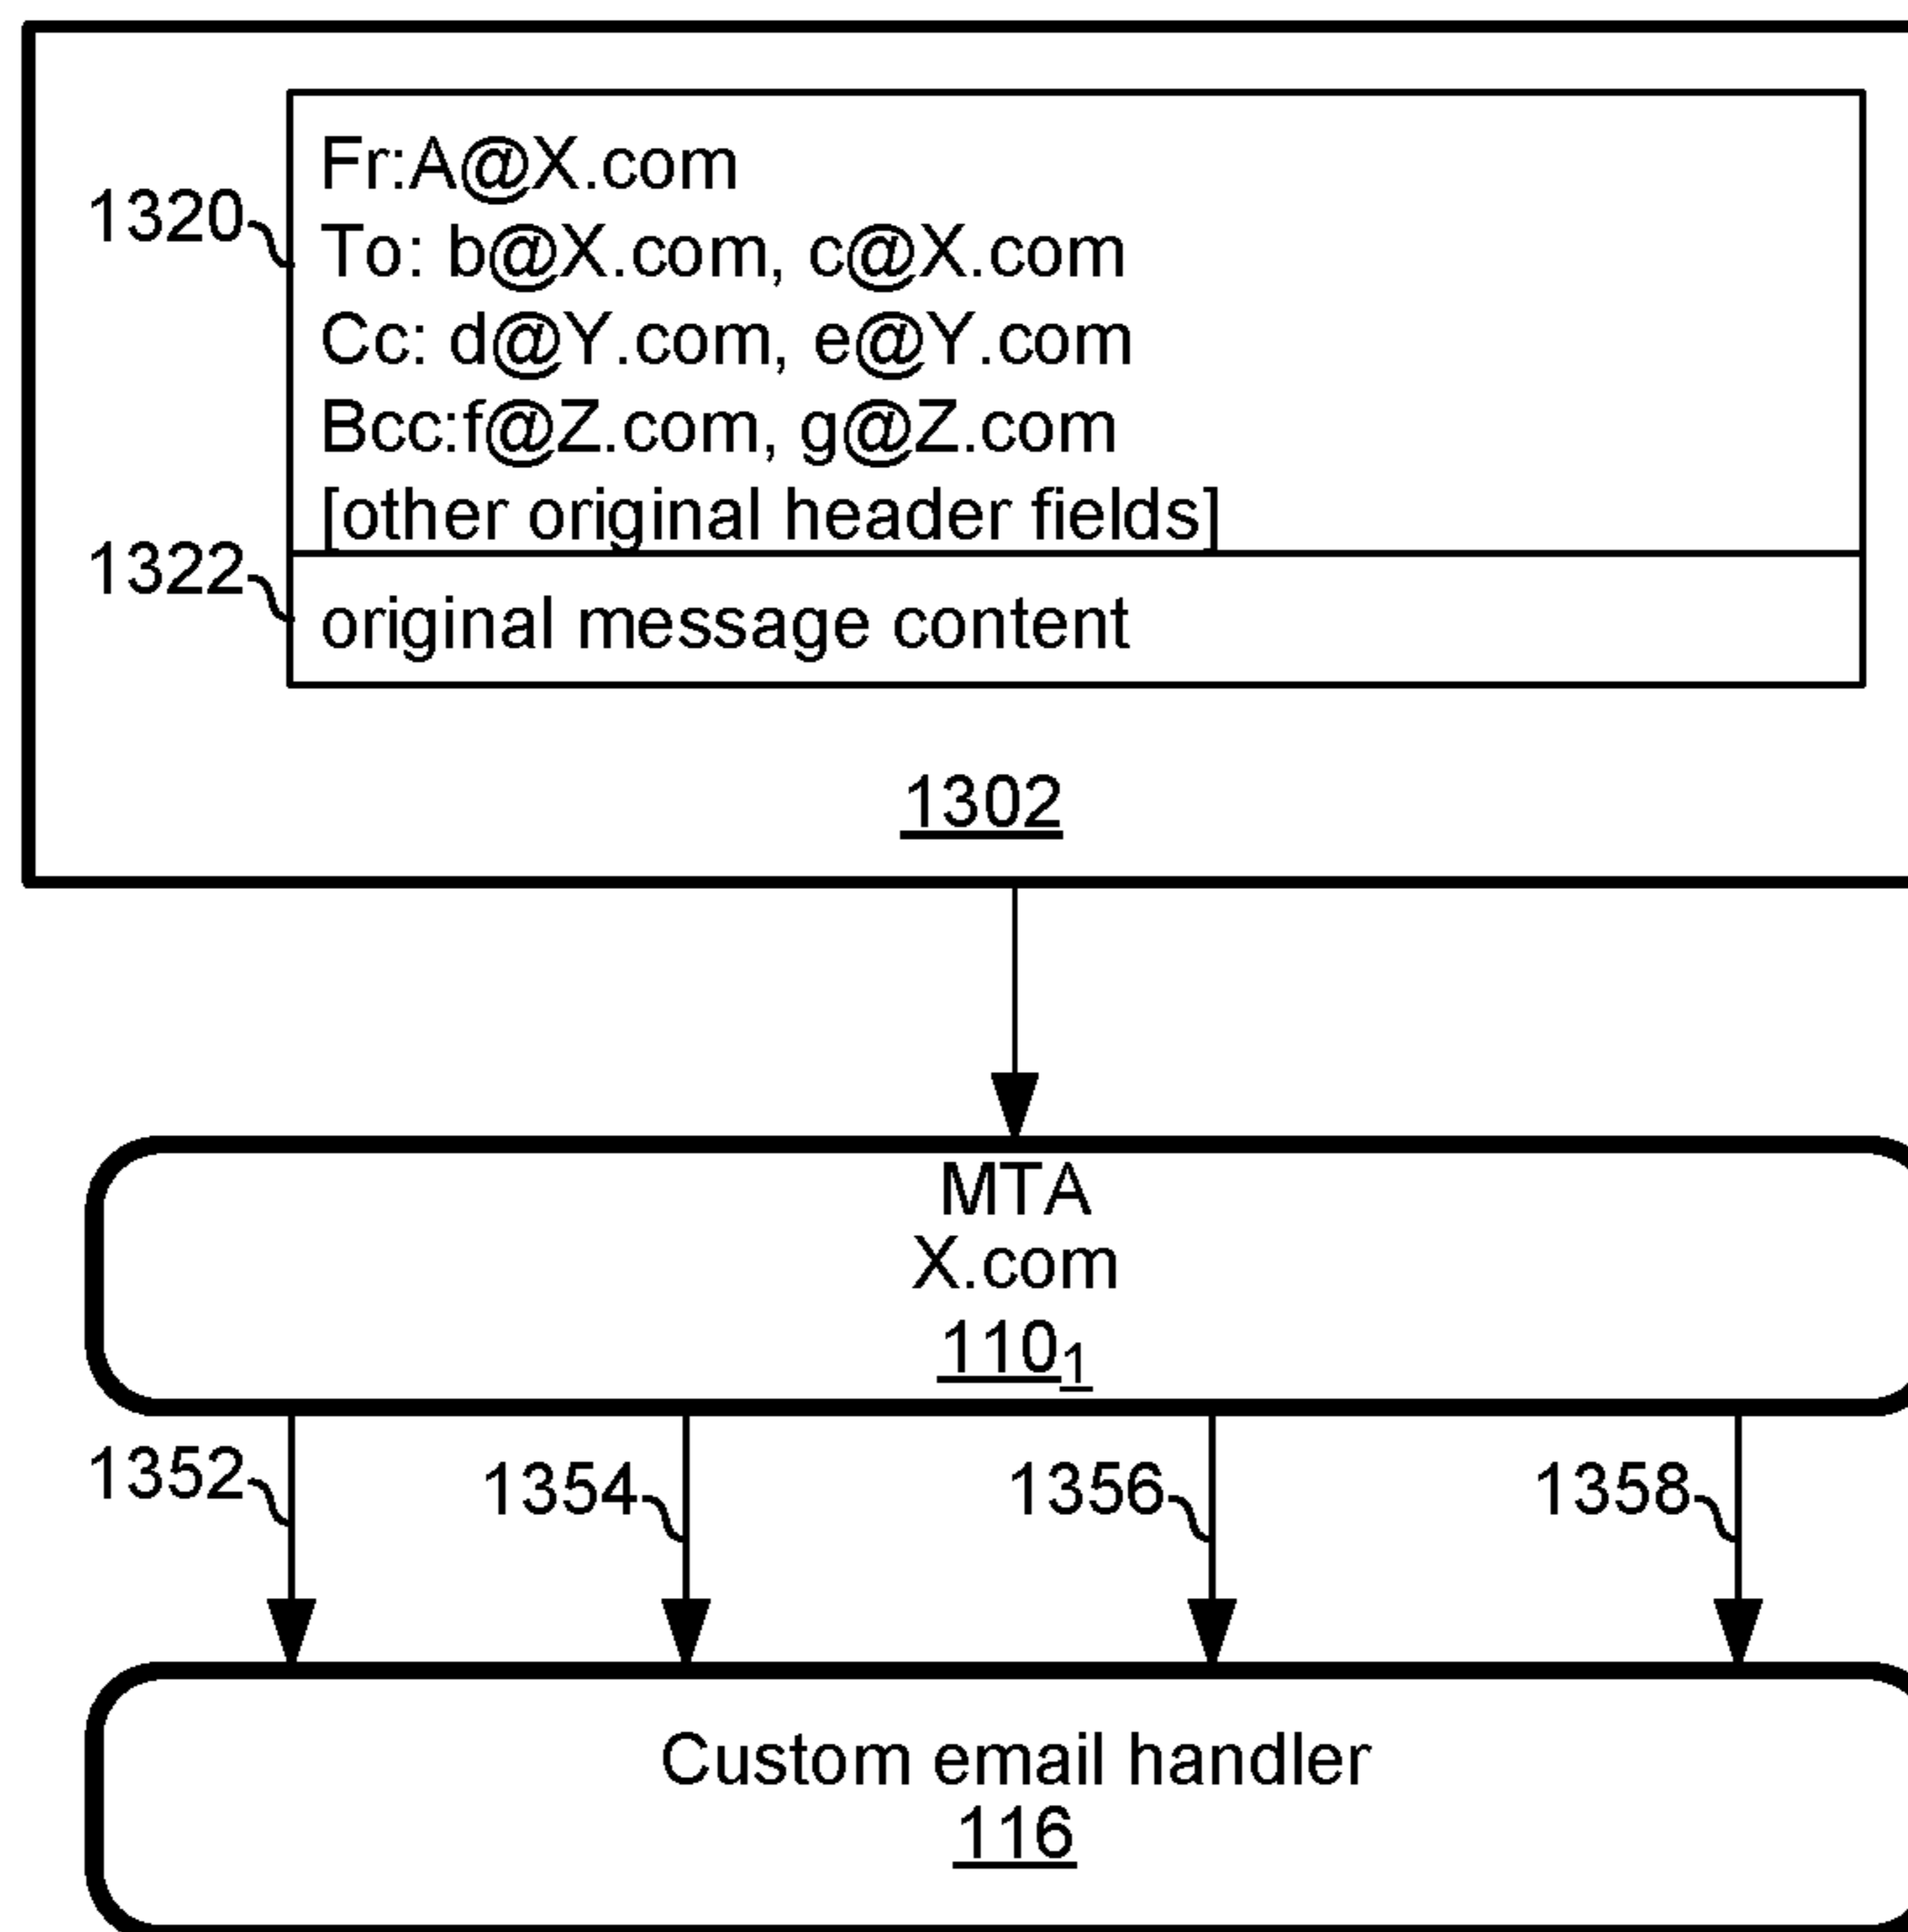 Fr:A@X.com
1320
To: b@X.com, c@X.com
Cc: d@Y.com, e@Y.com
Bcc:f@Z.com, g@Z.com
[other original header fields]
1322
original message content
1302
MTA
X.com
110₁
1352
1354
1356
1358
Custom email handler
116